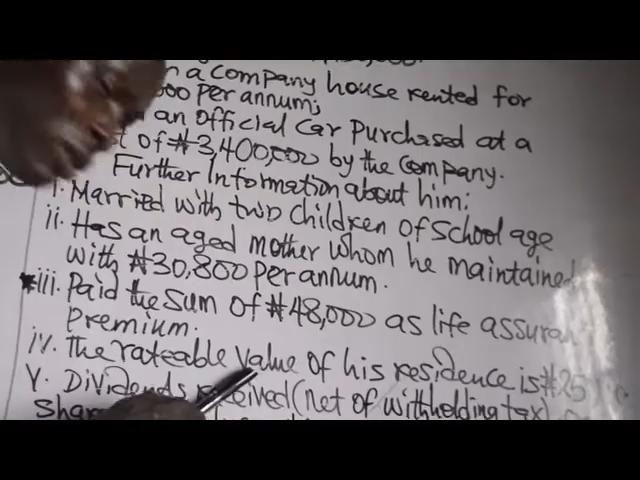 a company house rented for
000 per annum;
an official car purchased at a
of ₦3,400,000 by the company.
Further Information about him:
i. Married with two children of school age
ii. Has an aged mother whom he maintained
with ₦30,800 per annum.
*iii. Paid the sum of ₦48,000 as life assuran
premium.
iv. The rateable value of his residence is ₦25
v. Dividends received (net of withholding tax)
Shar